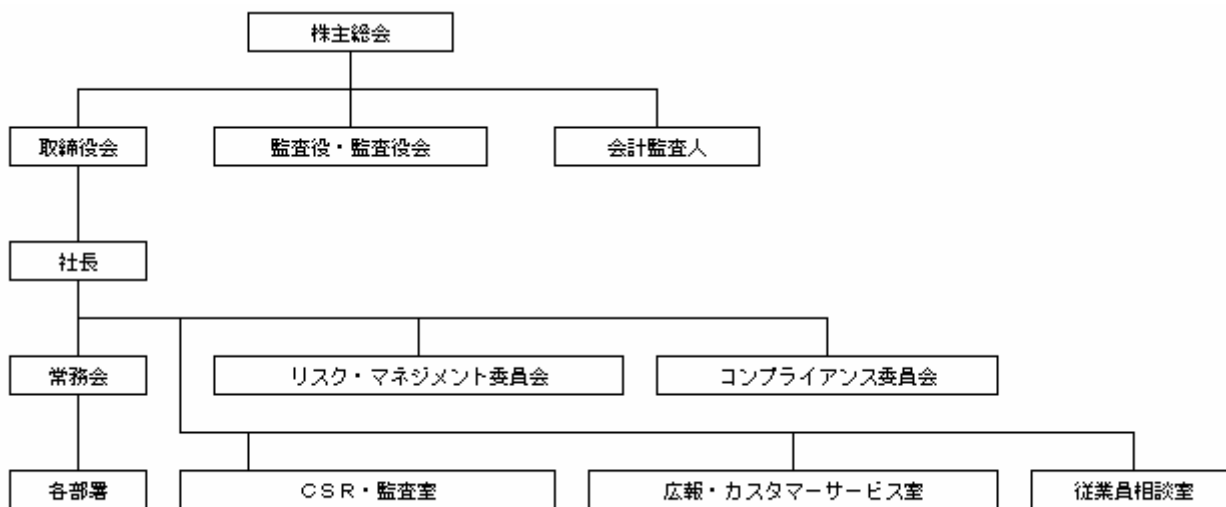 株主総会
取締役会
監査役・監査役会
会計監査人
社長
常務会
リスク・マネジメント委員会
コンプライアンス委員会
各部署
ＣＳＲ・監査室
広報・カスタマーサービス室
従業員相談室